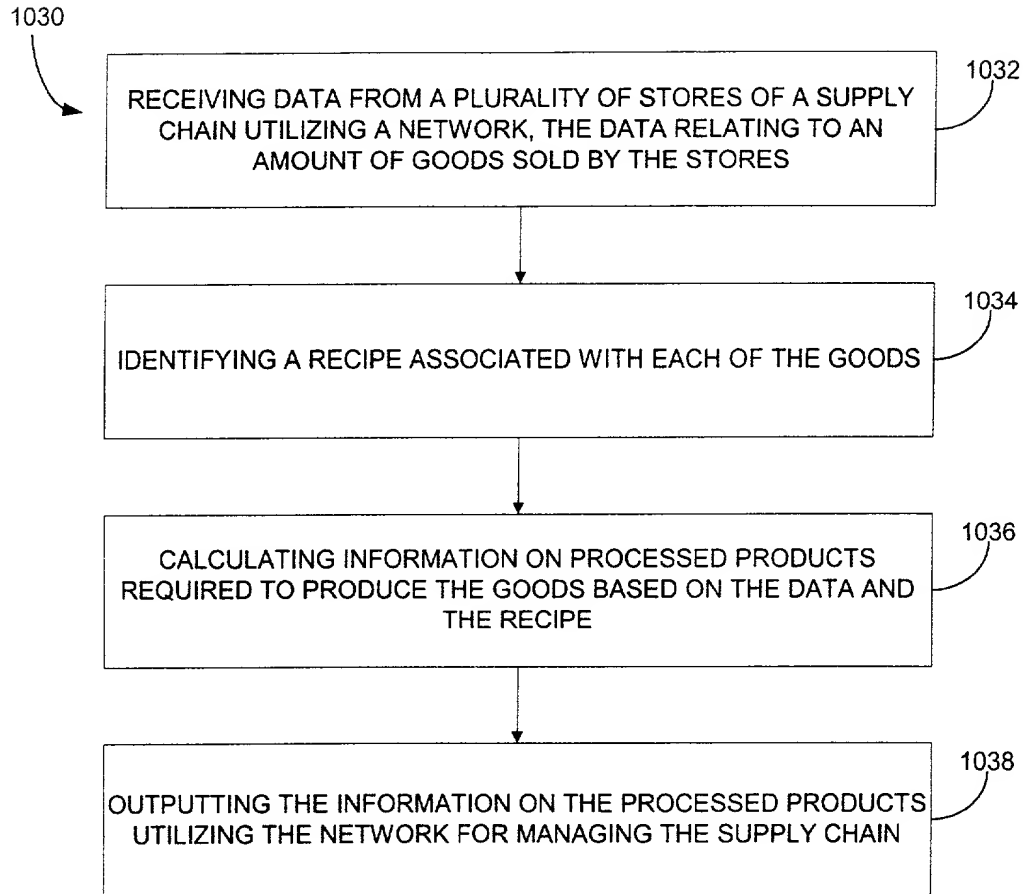 1030
1032
RECEIVING DATA FROM A PLURALITY OF STORES OF A SUPPLY
CHAIN UTILIZING A NETWORK, THE DATA RELATING TO AN
AMOUNT OF GOODS SOLD BY THE STORES
1034
IDENTIFYING A RECIPE ASSOCIATED WITH EACH OF THE GOODS
1036
CALCULATING INFORMATION ON PROCESSED PRODUCTS
REQUIRED TO PRODUCE THE GOODS BASED ON THE DATA AND
THE RECIPE
1038
OUTPUTTING THE INFORMATION ON THE PROCESSED PRODUCTS
UTILIZING THE NETWORK FOR MANAGING THE SUPPLY CHAIN